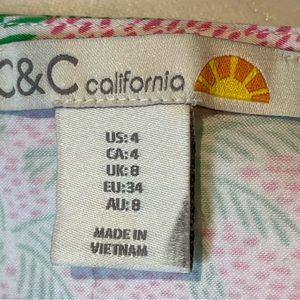 C&C california
US: 4
CA: 4
UK: 8
EU: 34
AU: 8
MADE IN
VIETNAM